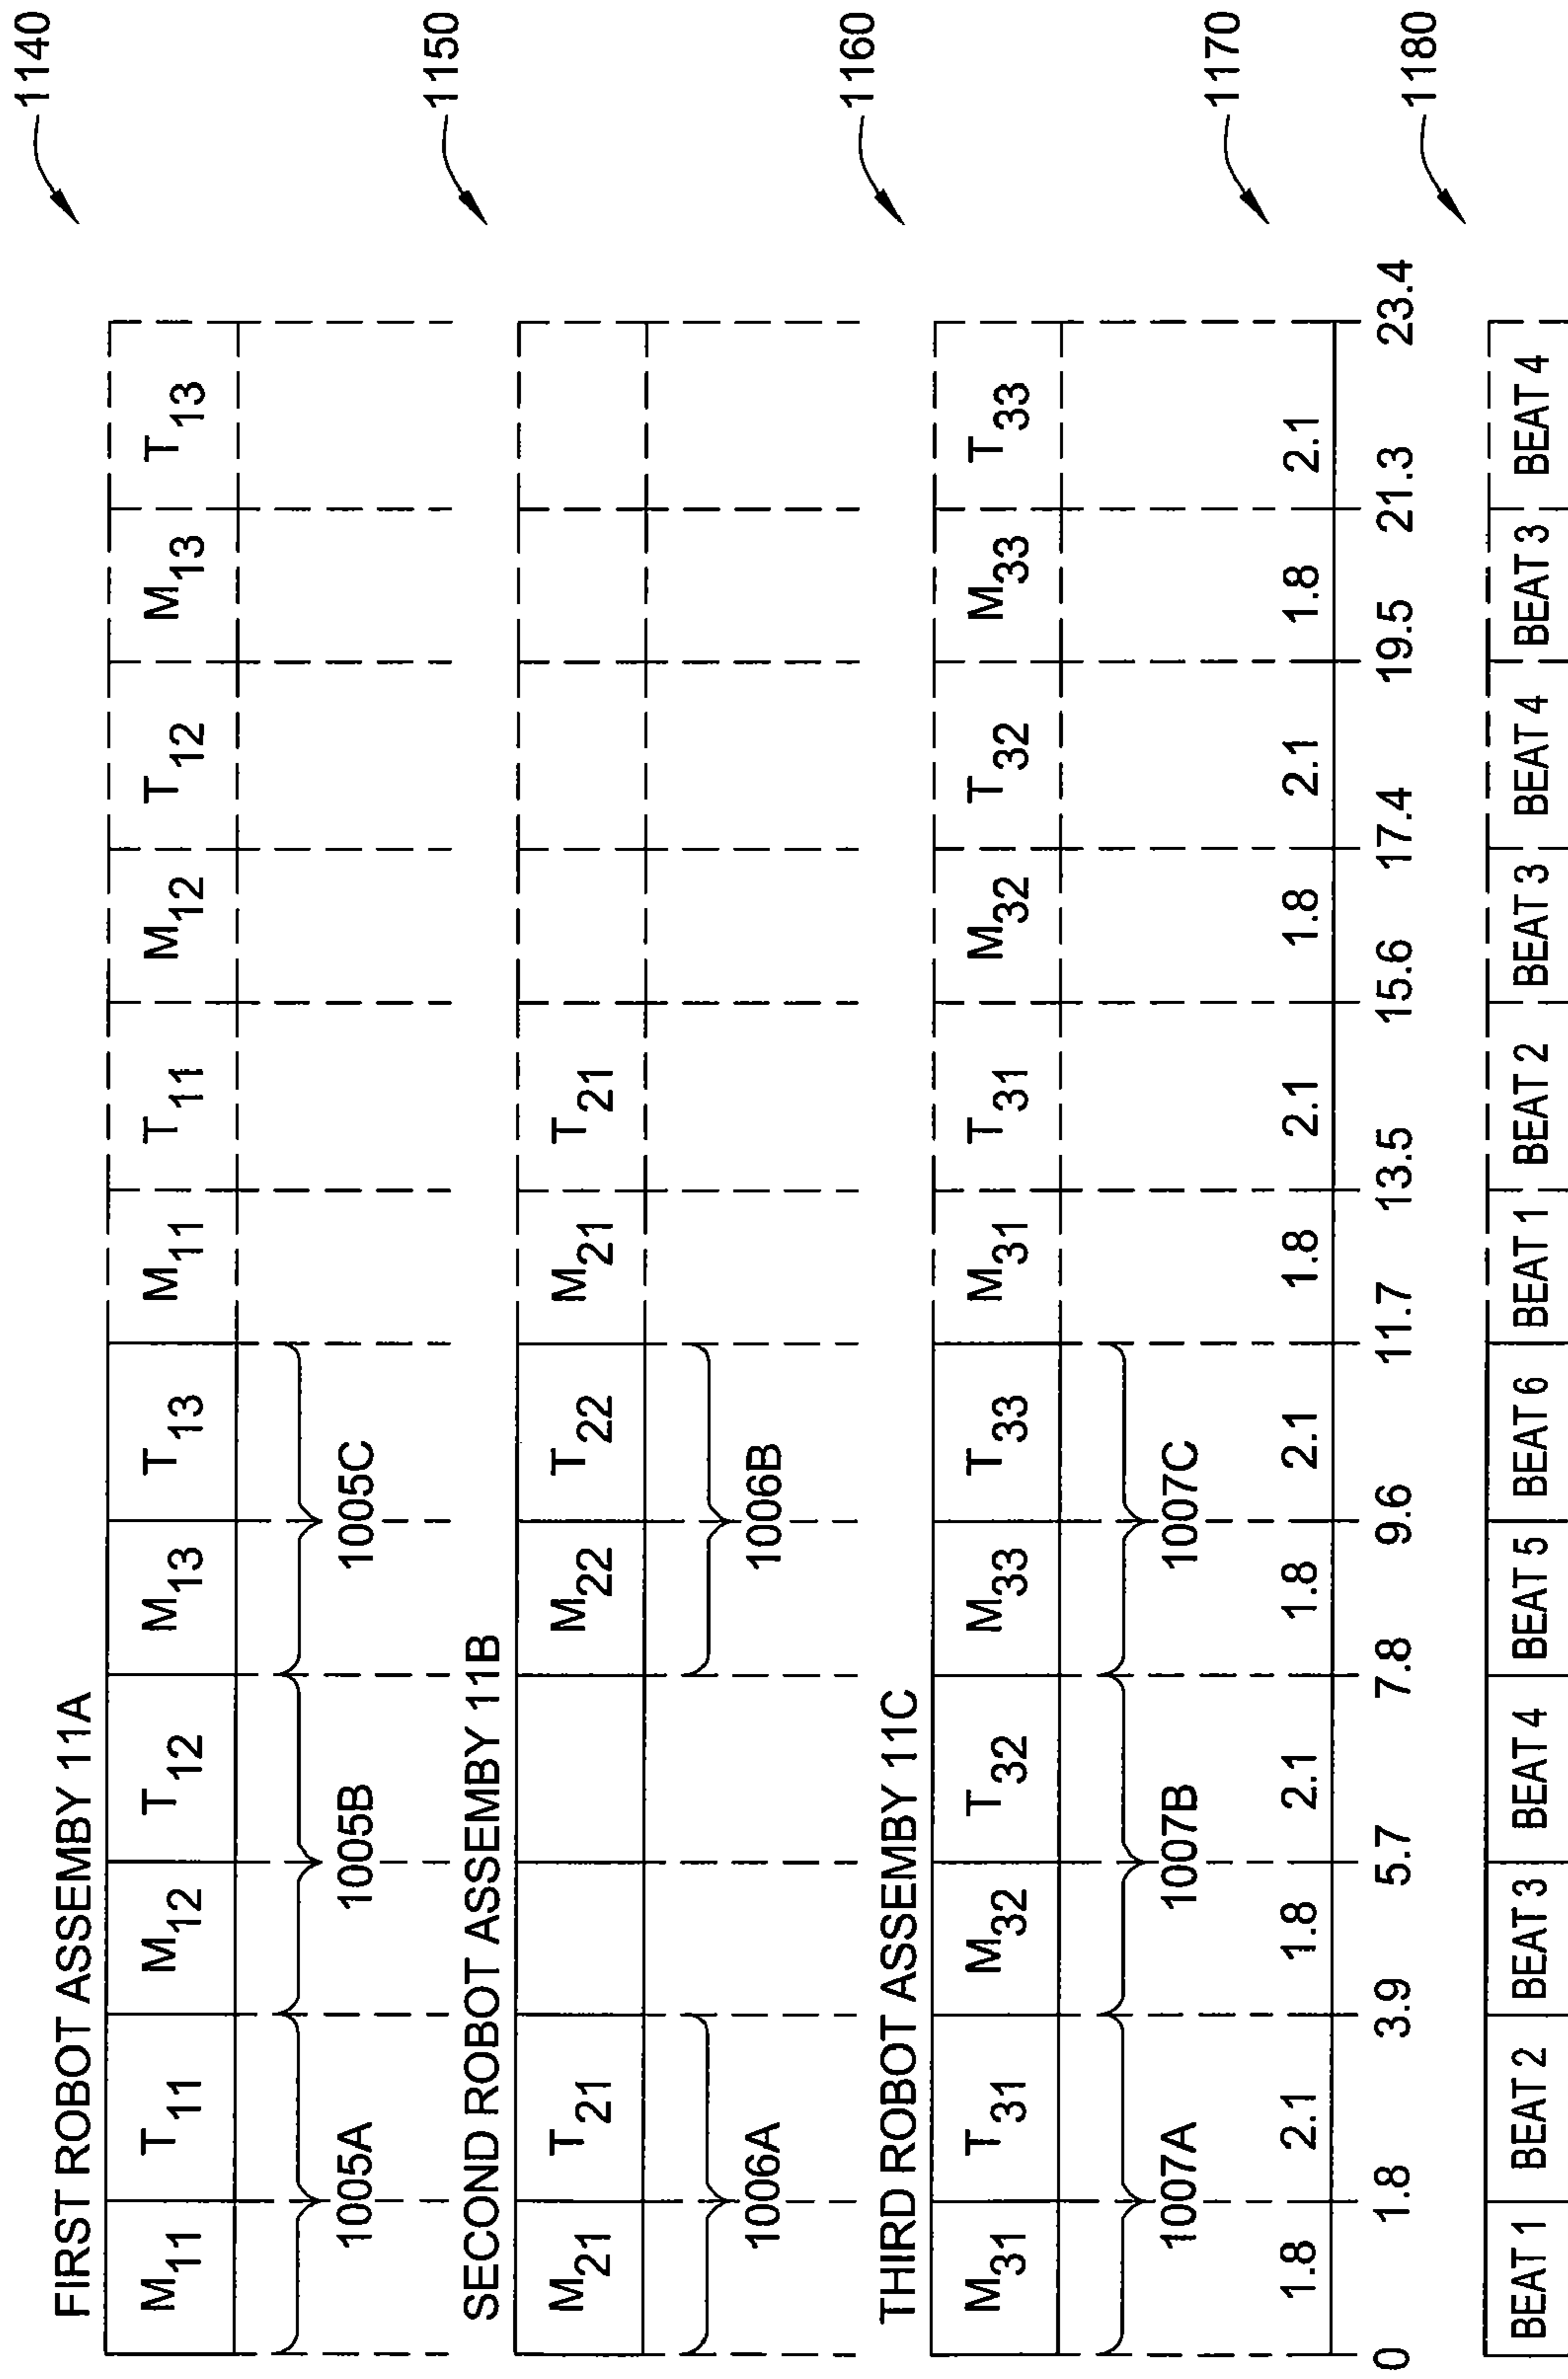 1140
FIRST ROBOT ASSEMBY 11A
M11 T11 M12 T12 M13 T13 M11 T11 M12 T12 M13 T13
1005A 1005B 1005C
1150
SECOND ROBOT ASSEMBY 11B
M21 T21 M22 T22 M21 T21
1006A 1006B
1160
THIRD ROBOT ASSEMBY 11C
M31 T31 M32 T32 M33 T33 M31 T31 M32 T32 M33 T33
1007A 1007B 1007C
1170
1.8 2.1 1.8 2.1 1.8 2.1 1.8 2.1 1.8 2.1 1.8 2.1
0 1.8 3.9 5.7 7.8 9.6 11.7 13.5 15.6 17.4 19.5 21.3 23.4
1180
BEAT 1 BEAT 2 BEAT 3 BEAT 4 BEAT 5 BEAT 6 BEAT 1 BEAT 2 BEAT 3 BEAT 4 BEAT 3 BEAT 4